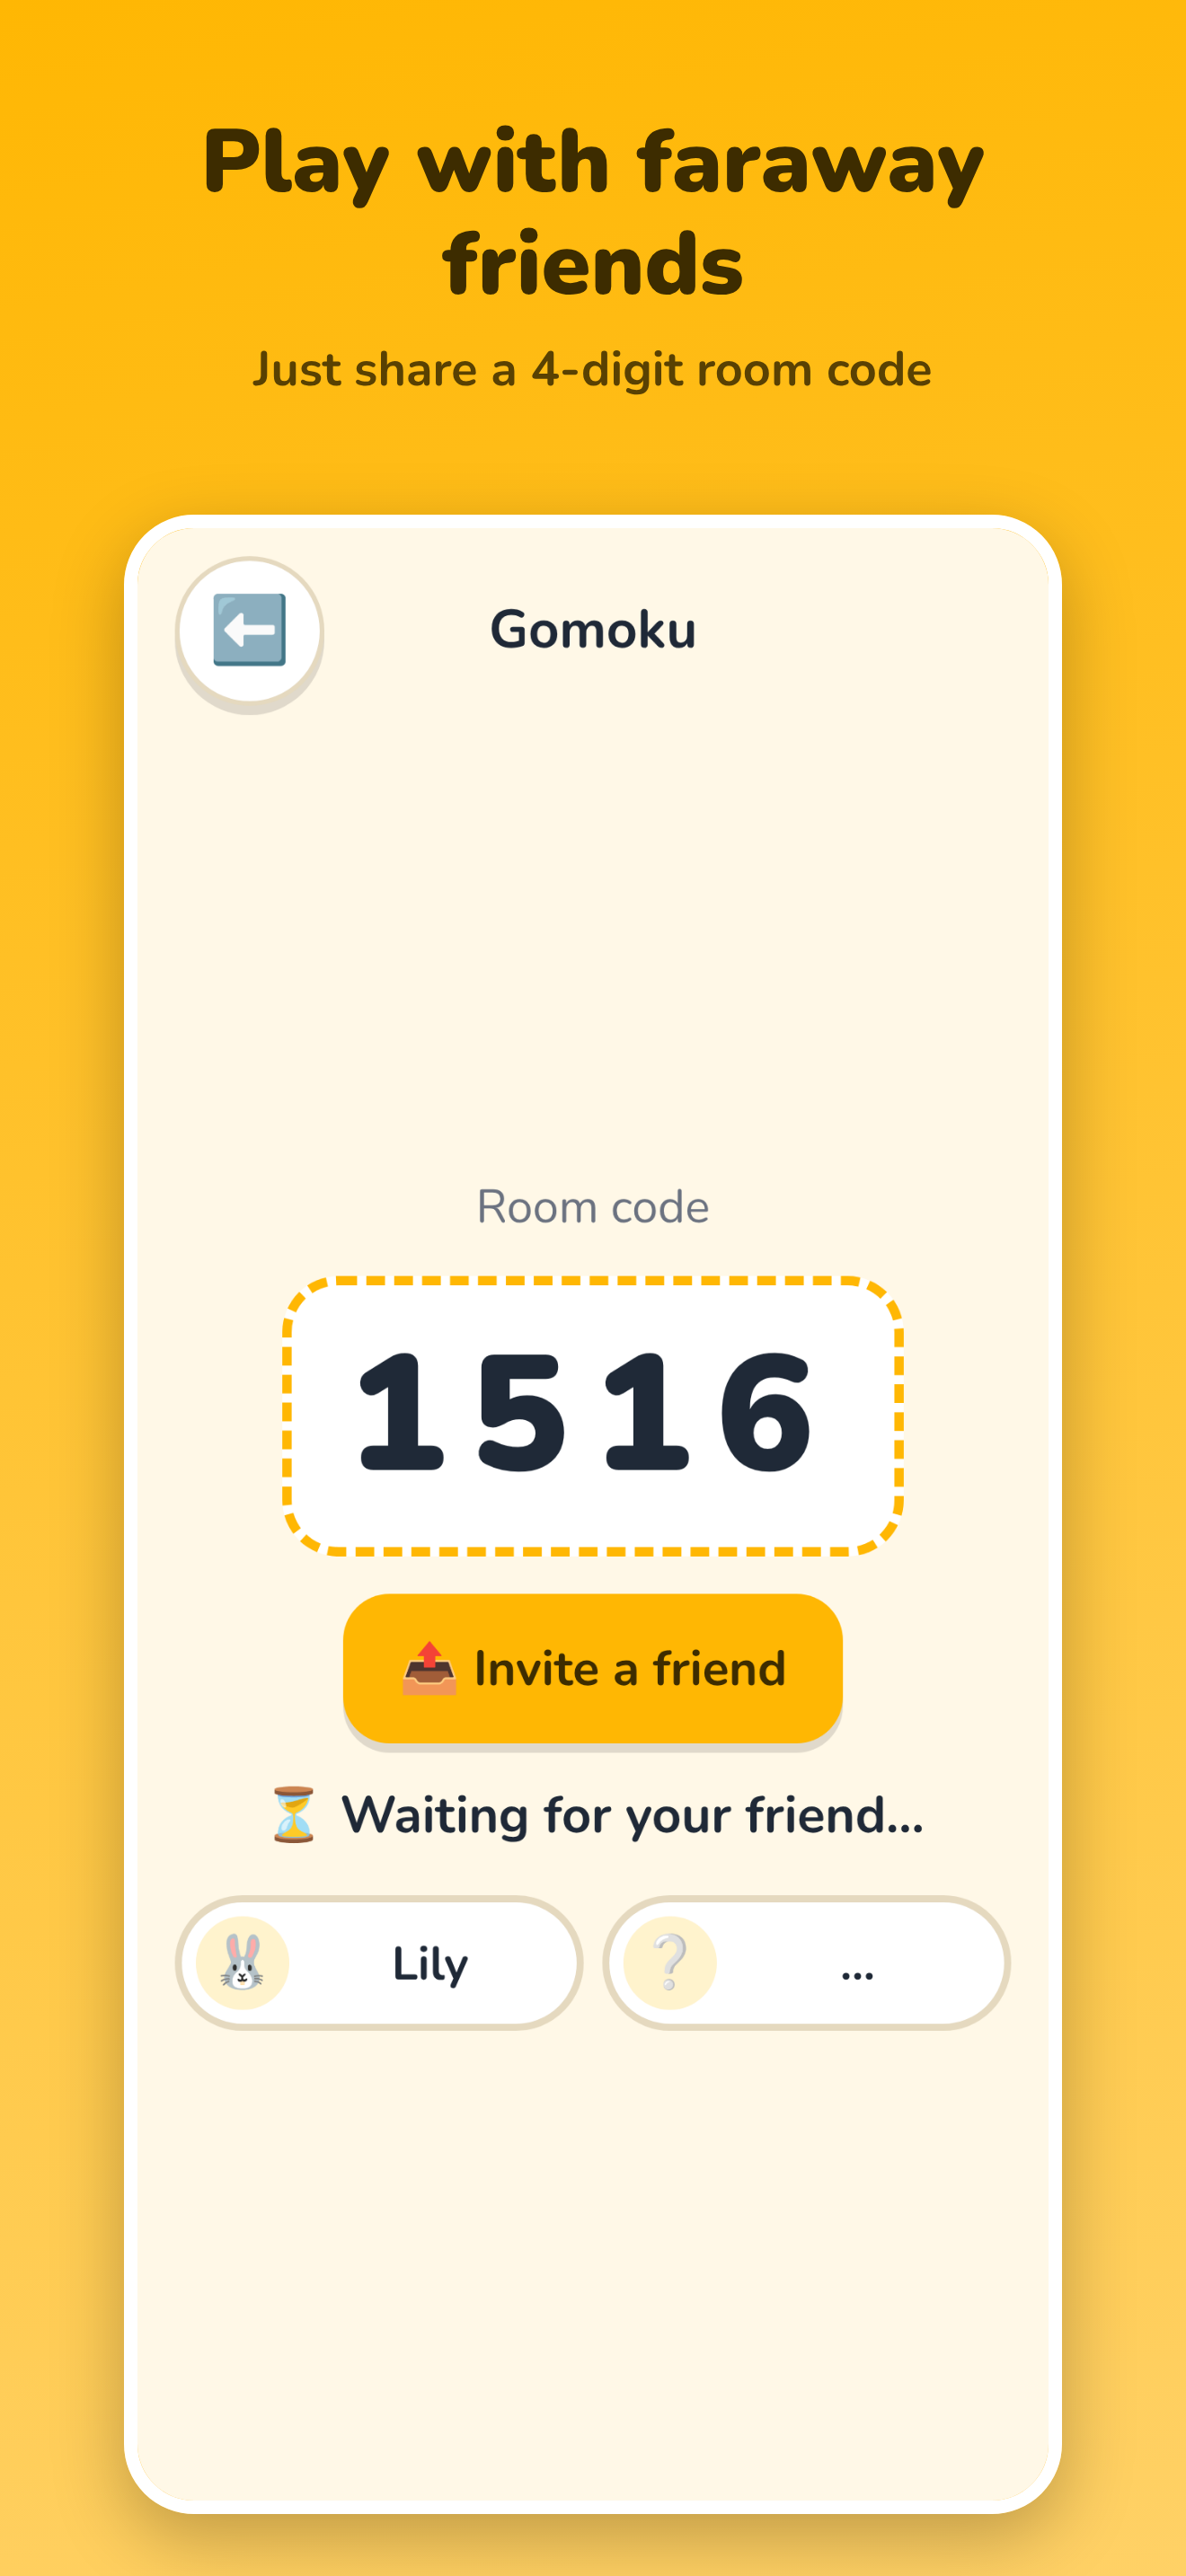 Play with faraway
friends
Just share a 4-digit room code
Gomoku
Room code
1516
Invite a friend
Waiting for your friend...
Lily
...